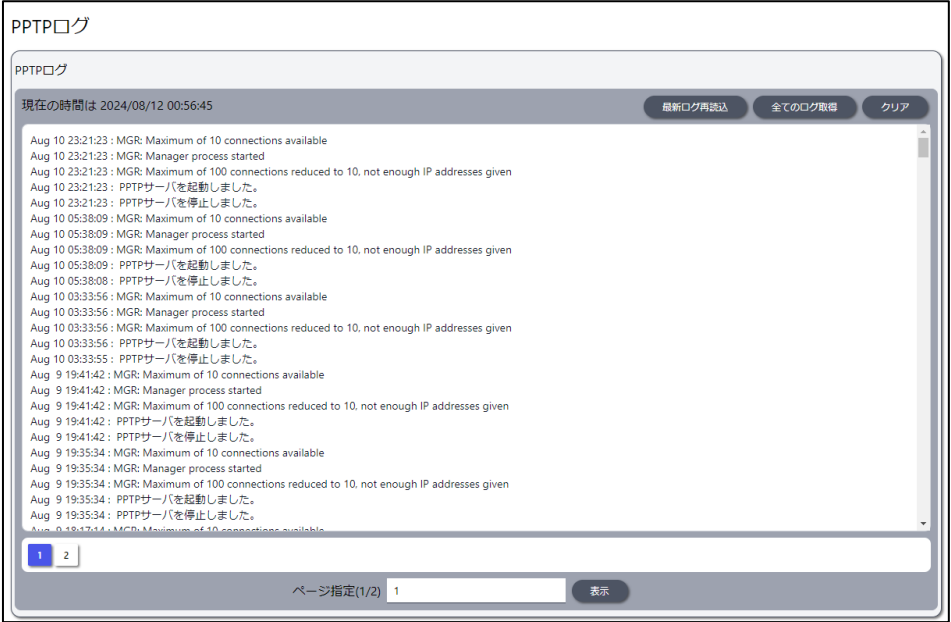 PPTPログ
PPTPログ
現在の時間は 2024/08/12 00:56:45
最新ログ再読込 全てのログ取得 クリア
Aug 10 23:21:23 : MGR: Maximum of 10 connections available
Aug 10 23:21:23 : MGR: Manager process started
Aug 10 23:21:23 : MGR: Maximum of 100 connections reduced to 10, not enough IP addresses given
Aug 10 23:21:23 : PPTPサーバを起動しました。
Aug 10 23:21:23 : PPTPサーバを停止しました。
Aug 10 05:38:09 : MGR: Maximum of 10 connections available
Aug 10 05:38:09 : MGR: Manager process started
Aug 10 05:38:09 : MGR: Maximum of 100 connections reduced to 10, not enough IP addresses given
Aug 10 05:38:09 : PPTPサーバを起動しました。
Aug 10 05:38:08 : PPTPサーバを停止しました。
Aug 10 03:33:56 : MGR: Maximum of 10 connections available
Aug 10 03:33:56 : MGR: Manager process started
Aug 10 03:33:56 : MGR: Maximum of 100 connections reduced to 10, not enough IP addresses given
Aug 10 03:33:56 : PPTPサーバを起動しました。
Aug 10 03:33:55 : PPTPサーバを停止しました。
Aug 9 19:41:42 : MGR: Maximum of 10 connections available
Aug 9 19:41:42 : MGR: Manager process started
Aug 9 19:41:42 : MGR: Maximum of 100 connections reduced to 10, not enough IP addresses given
Aug 9 19:41:42 : PPTPサーバを起動しました。
Aug 9 19:41:42 : PPTPサーバを停止しました。
Aug 9 19:35:34 : MGR: Maximum of 10 connections available
Aug 9 19:35:34 : MGR: Manager process started
Aug 9 19:35:34 : MGR: Maximum of 100 connections reduced to 10, not enough IP addresses given
Aug 9 19:35:34 : PPTPサーバを起動しました。
Aug 9 19:35:34 : PPTPサーバを停止しました。
Aug 9 18:17:14 : MGR: Maximum of 10 connections available
1 2
ページ指定(1/2) 1 表示